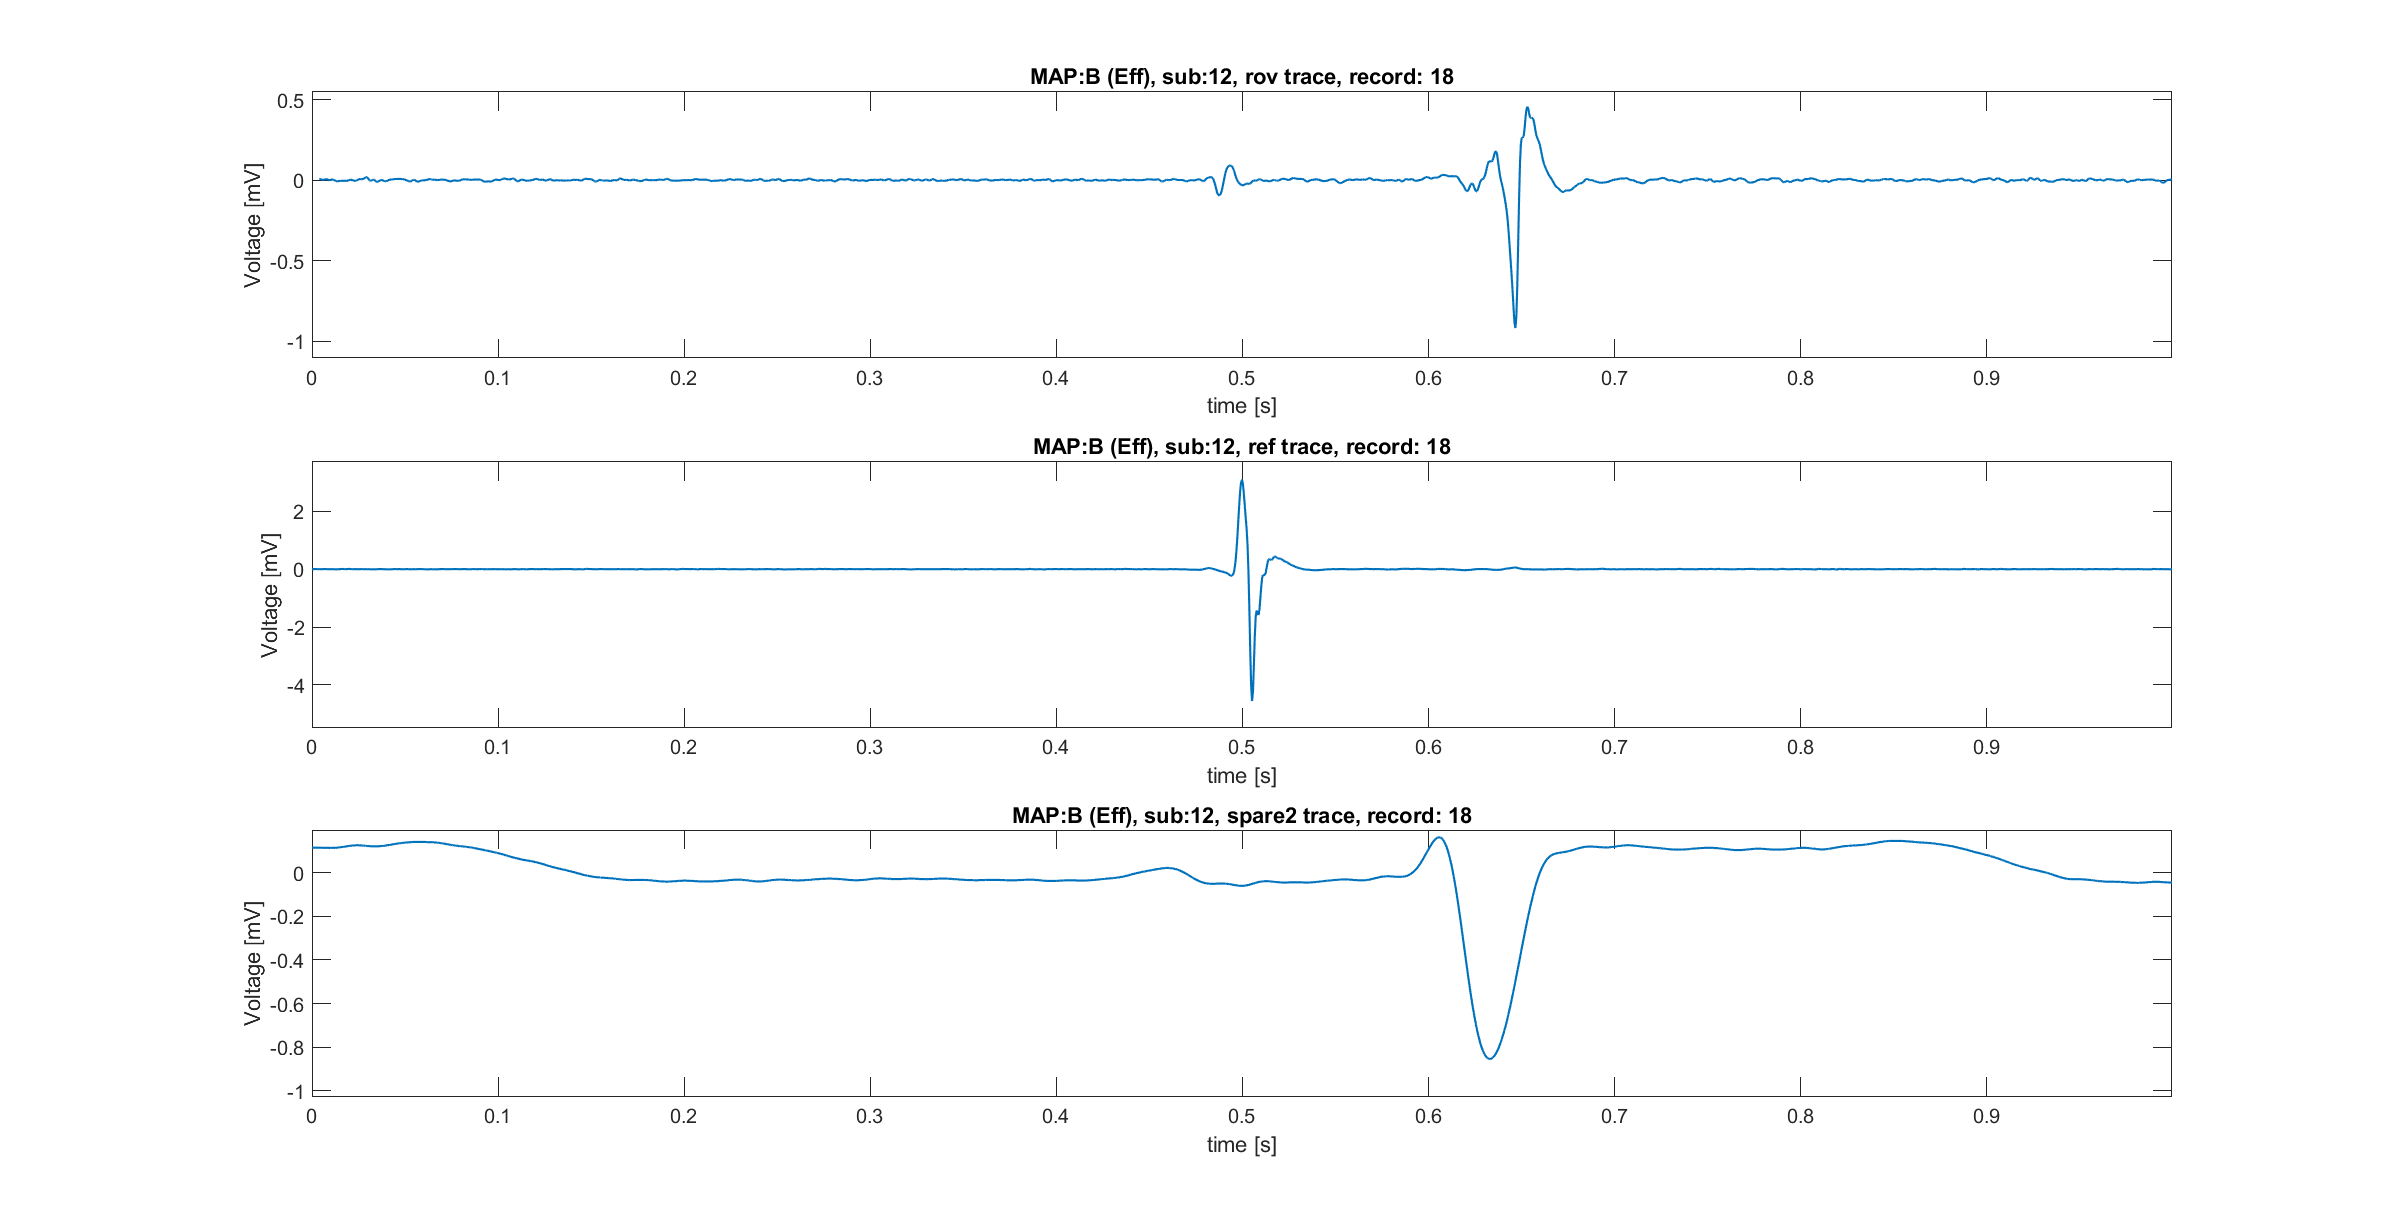 MAP:B (Eff), sub:12, rov trace, record: 18
0.5
0
-0.5
-1
Voltage [mV]
0 0.1 0.2 0.3 0.4 0.5 0.6 0.7 0.8 0.9
time [s]
MAP:B (Eff), sub:12, ref trace, record: 18
2
0
-2
-4
Voltage [mV]
0 0.1 0.2 0.3 0.4 0.5 0.6 0.7 0.8 0.9
time [s]
MAP:B (Eff), sub:12, spare2 trace, record: 18
0
-0.2
-0.4
-0.6
-0.8
-1
Voltage [mV]
0 0.1 0.2 0.3 0.4 0.5 0.6 0.7 0.8 0.9
time [s]